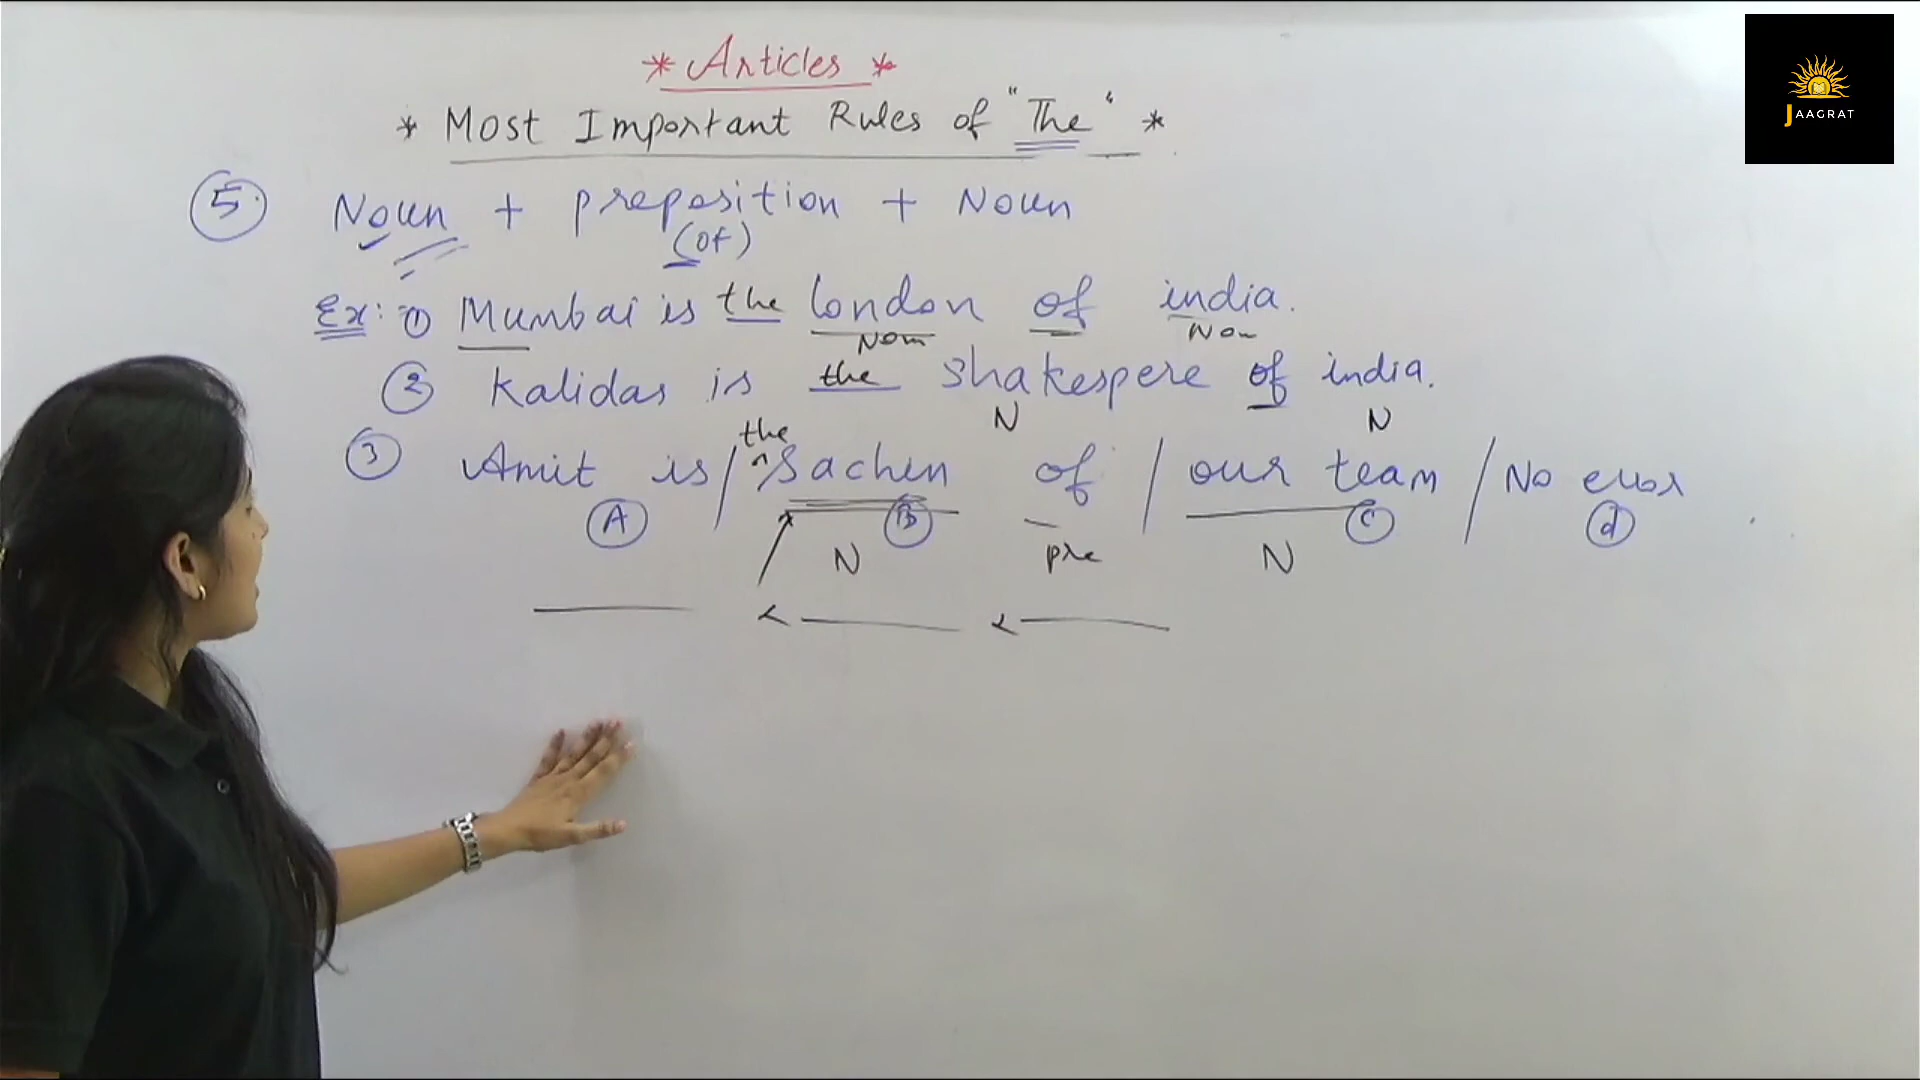 * Articles *
* Most Important Rules of "The" *
5 Noun + preposition + Noun
(of)
Ex: 1 Mumbai is the london of india.
Noun Noun
2 Kalidas is the Shakespere of india.
N N
the
3 Amit is / Sachin of / our team / No error
A B C d
N pre N
JAAGRAT